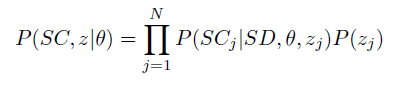 P(SC, z|θ) = ∏_{j=1}^{N} P(SC_j|SD, θ, z_j)P(z_j)